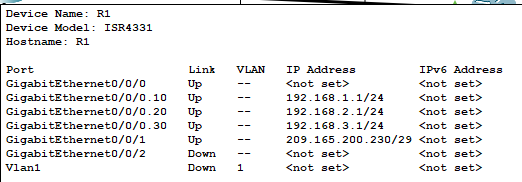 Device Name: R1
Device Model: ISR4331
Hostname: R1
Port Link VLAN IP Address IPv6 Address
GigabitEthernet0/0/0 Up -- <not set> <not set>
GigabitEthernet0/0/0.10 Up -- 192.168.1.1/24 <not set>
GigabitEthernet0/0/0.20 Up -- 192.168.2.1/24 <not set>
GigabitEthernet0/0/0.30 Up -- 192.168.3.1/24 <not set>
GigabitEthernet0/0/1 Up -- 209.165.200.230/29 <not set>
GigabitEthernet0/0/2 Down -- <not set> <not set>
Vlan1 Down 1 <not set> <not set>